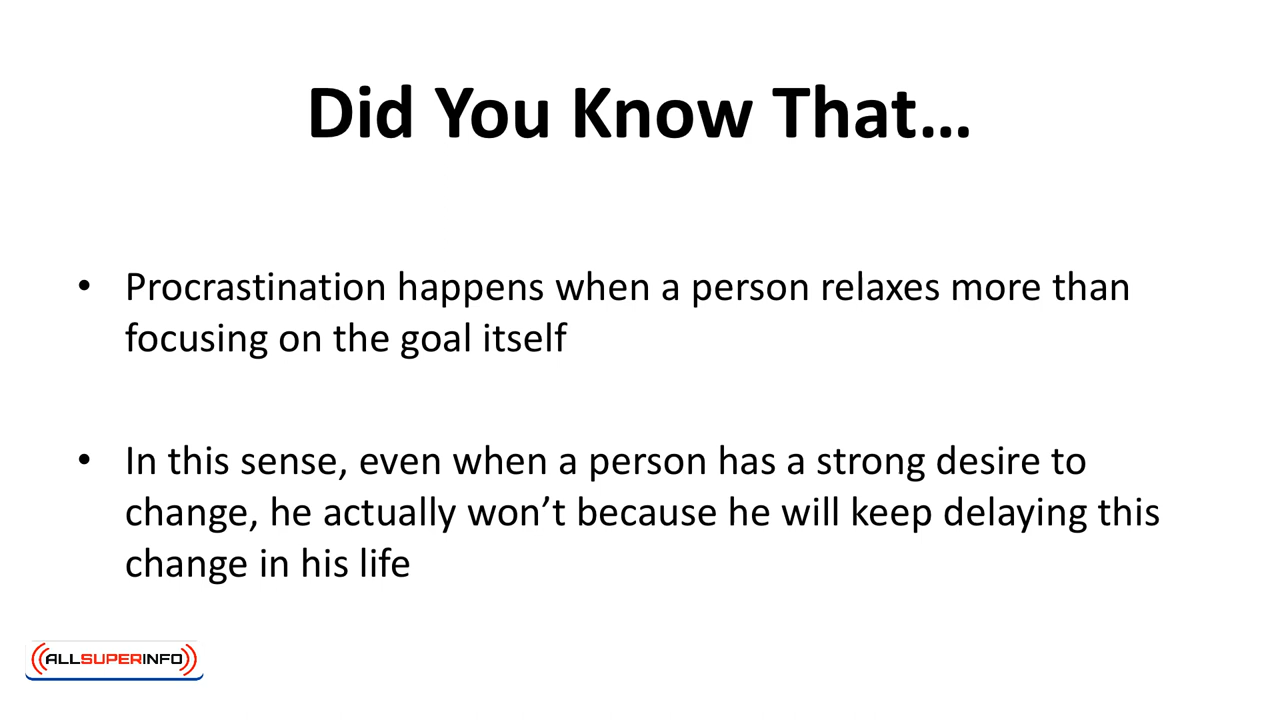 Did You Know That…
• Procrastination happens when a person relaxes more than
focusing on the goal itself
• In this sense, even when a person has a strong desire to
change, he actually won’t because he will keep delaying this
change in his life
ALLSUPERINFO